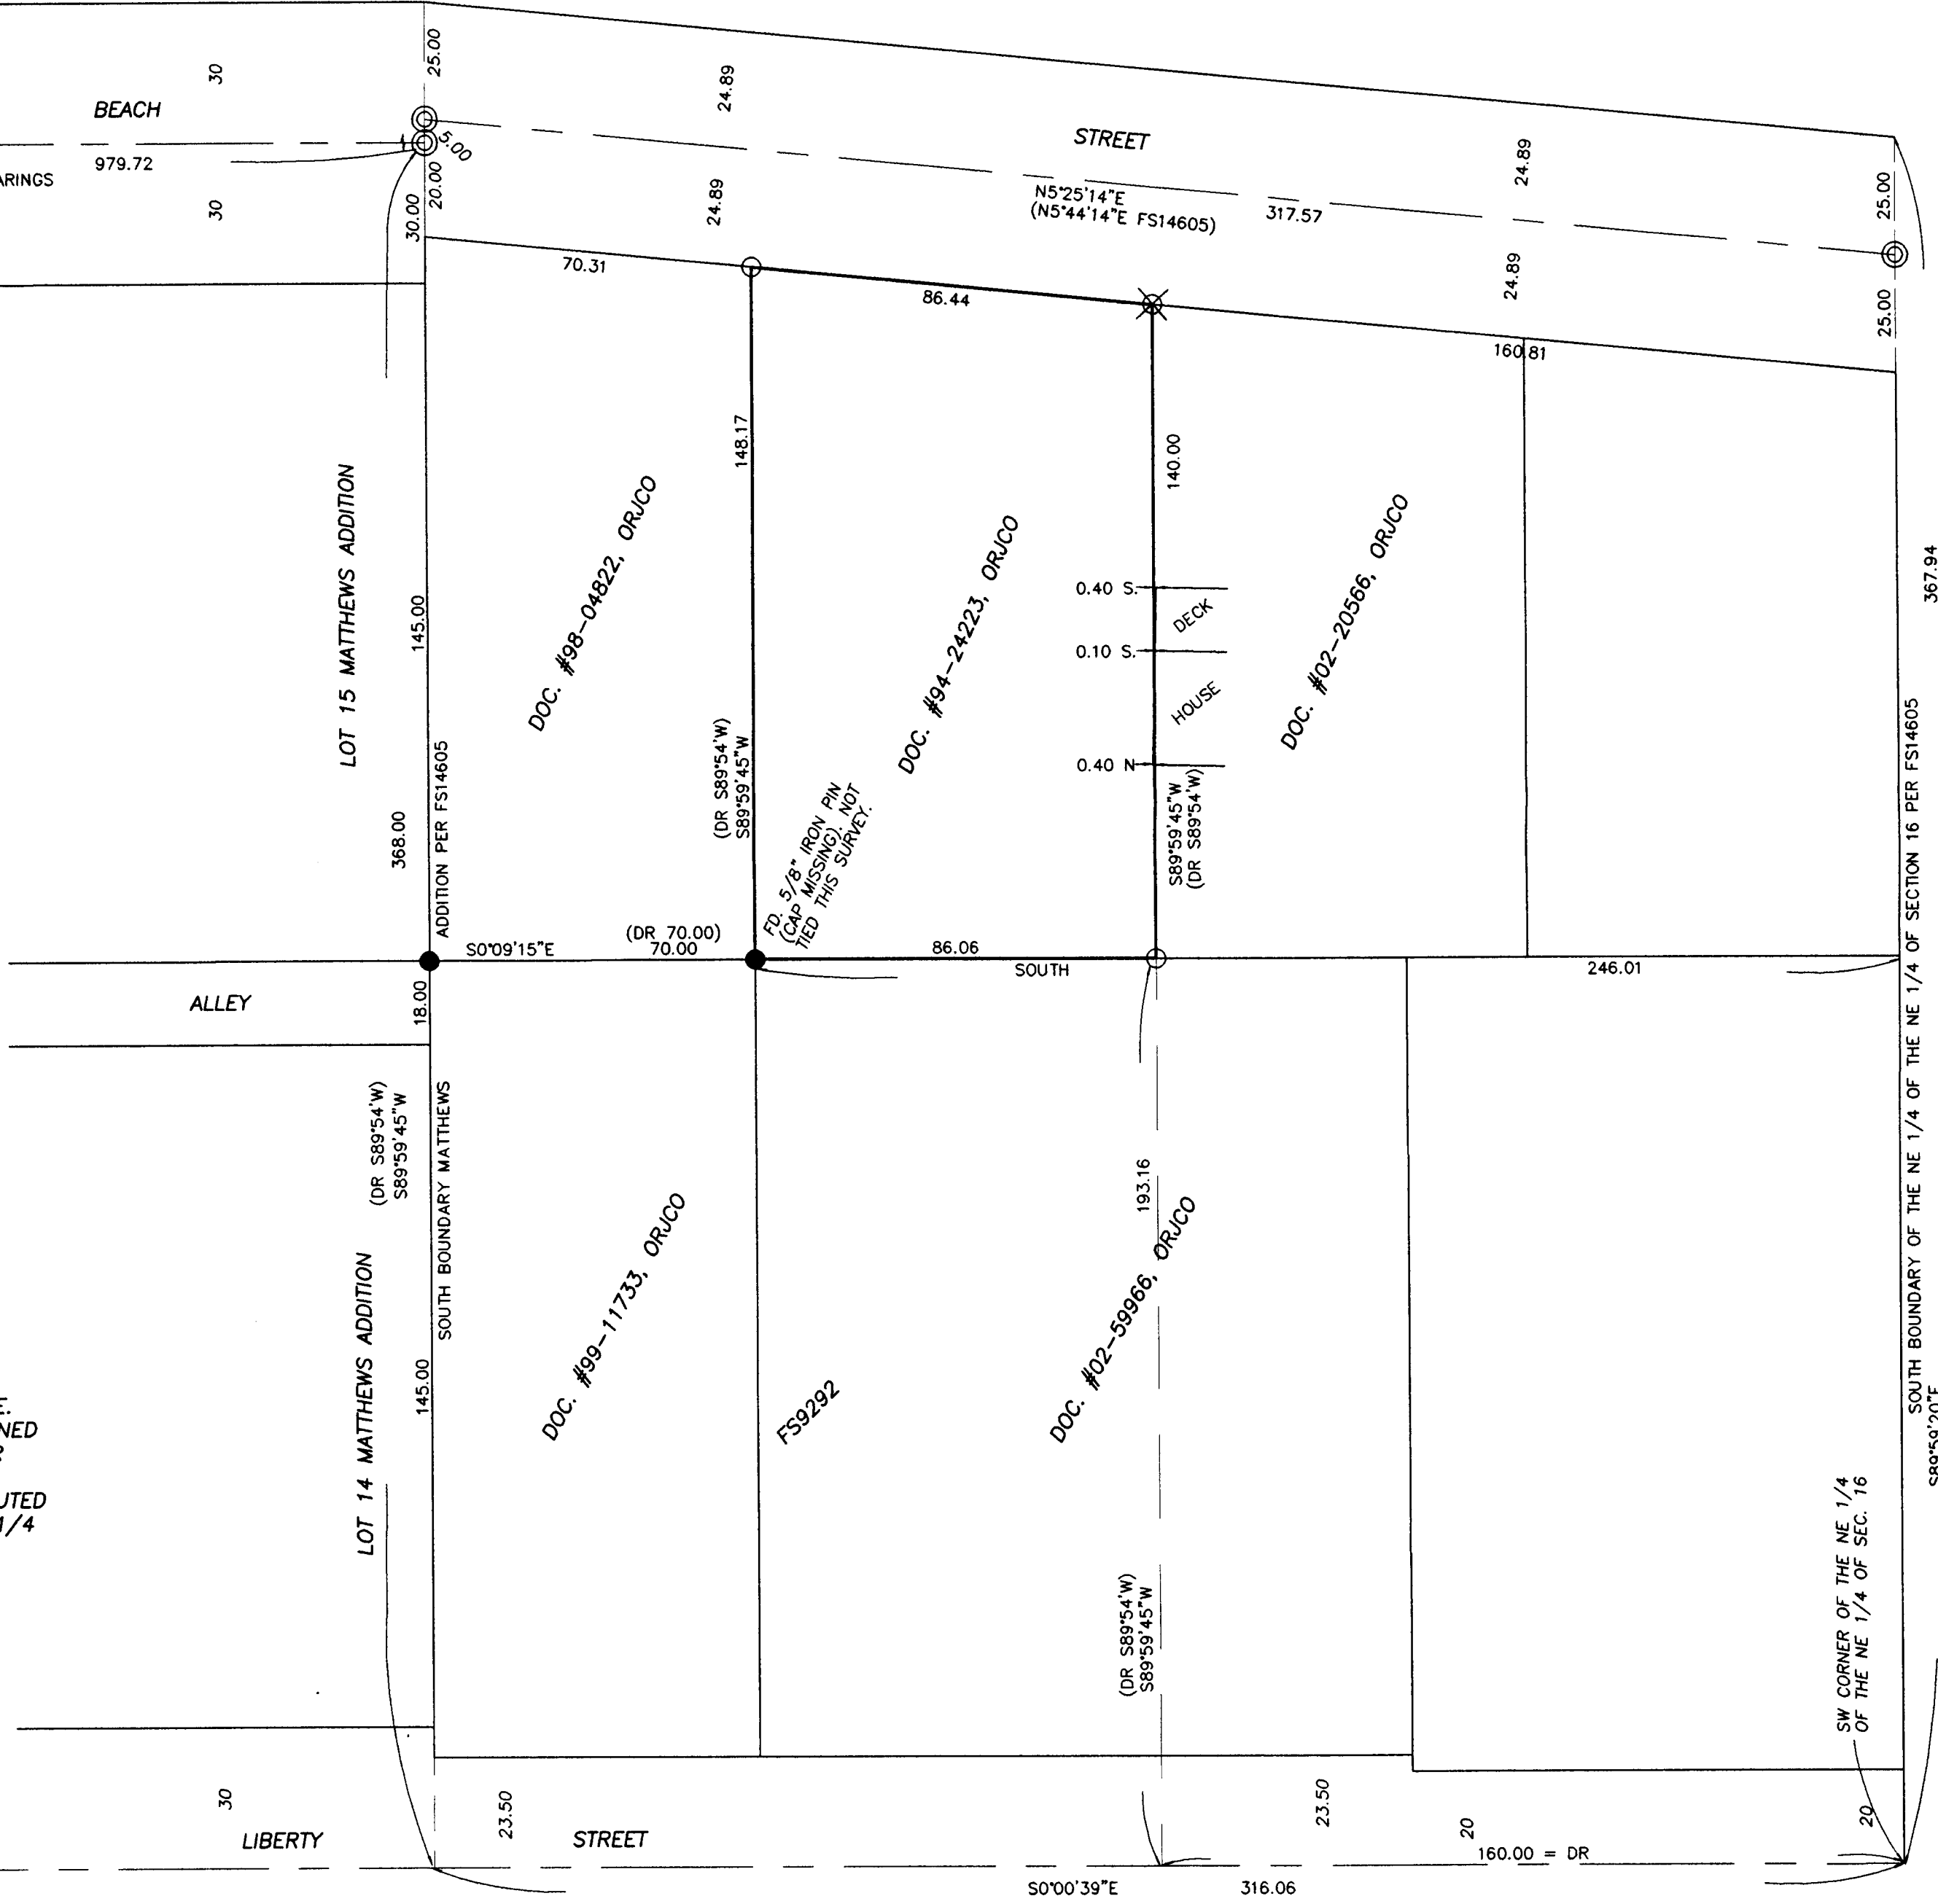 25.00
30
24.89
BEACH
STREET
5.00
979.72
ARINGS
20.00
30.00
30
24.89
24.89
N5°25'14"E
(N5°44'14"E FS14605)
317.57
25.00
24.89
25.00
70.31
86.44
160.81
148.17
140.00
LOT 15 MATTHEWS ADDITION
145.00
DOC. #98-04822, ORJCO
DOC. #94-24223, ORJCO
DOC. #02-20566, ORJCO
0.40 S.
DECK
0.10 S.
HOUSE
0.40 N
367.94
(DR S89°54'W)
S89°59'45"W
FD. 5/8" IRON PIN
(CAP MISSING). NOT
TIED THIS SURVEY.
S89°59'45"W
(DR S89°54'W)
368.00
ADDITION PER FS14605
S0°09'15"E
(DR 70.00)
70.00
86.06
SOUTH
246.01
ALLEY
18.00
(DR S89°54'W)
S89°59'45"W
SOUTH BOUNDARY MATTHEWS
193.16
SOUTH BOUNDARY OF THE NE 1/4 OF THE NE 1/4 OF SECTION 16 PER FS14605
S89°59'20"E
LOT 14 MATTHEWS ADDITION
145.00
DOC. #99-11733, ORJCO
FS9292
DOC. #02-59966, ORJCO
NED
UTED
1/4
(DR S89°54'W)
S89°59'45"W
SW CORNER OF THE NE 1/4
OF THE NE 1/4 OF SEC. 16
30
23.50
23.50
20
20
LIBERTY
STREET
160.00 = DR
S0°00'39"E
316.06